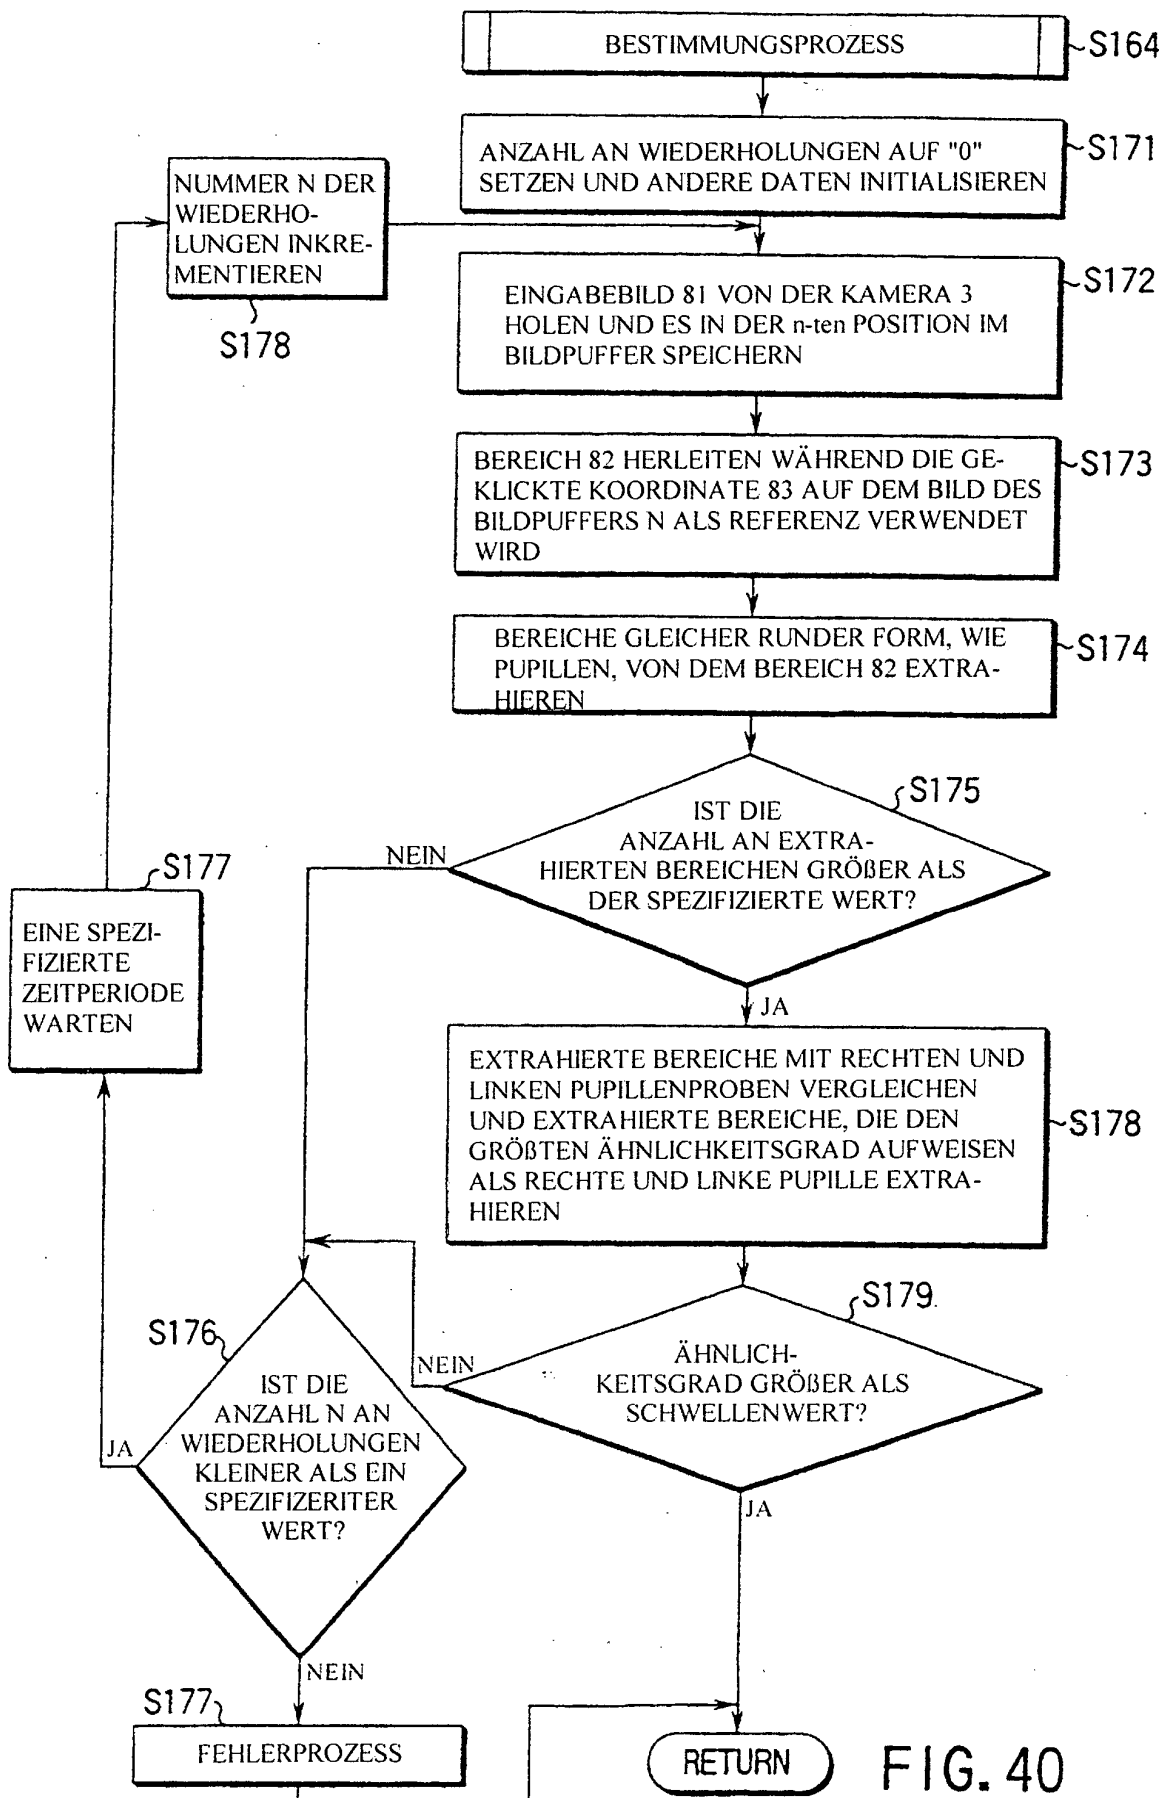 BESTIMMUNGSPROZESS
S164
ANZAHL AN WIEDERHOLUNGEN AUF "0"
SETZEN UND ANDERE DATEN INITIALISIEREN
S171
NUMMER N DER
WIEDERHO-
LUNGEN INKRE-
MENTIEREN
S178
EINGABEBILD 81 VON DER KAMERA 3
HOLEN UND ES IN DER n-ten POSITION IM
BILDPUFFER SPEICHERN
S172
BEREICH 82 HERLEITEN WÄHREND DIE GE-
KLICKTE KOORDINATE 83 AUF DEM BILD DES
BILDPUFFERS N ALS REFERENZ VERWENDET
WIRD
S173
BEREICHE GLEICHER RUNDER FORM, WIE
PUPILLEN, VON DEM BEREICH 82 EXTRA-
HIEREN
S174
IST DIE
ANZAHL AN EXTRA-
HIERTEN BEREICHEN GRÖßER ALS
DER SPEZIFIZIERTE WERT?
S175
NEIN
JA
S177
EINE SPEZI-
FIZIERTE
ZEITPERIODE
WARTEN
EXTRAHIERTE BEREICHE MIT RECHTEN UND
LINKEN PUPILLENPROBEN VERGLEICHEN
UND EXTRAHIERTE BEREICHE, DIE DEN
GRÖßTEN ÄHNLICHKEITSGRAD AUFWEISEN
ALS RECHTE UND LINKE PUPILLE EXTRA-
HIEREN
S178
S179
ÄHNLICH-
KEITSGRAD GRÖßER ALS
SCHWELLENWERT?
NEIN
JA
S176
IST DIE
ANZAHL N AN
WIEDERHOLUNGEN
KLEINER ALS EIN
SPEZIFIZERITER
WERT?
JA
NEIN
S177
FEHLERPROZESS
RETURN
FIG. 40